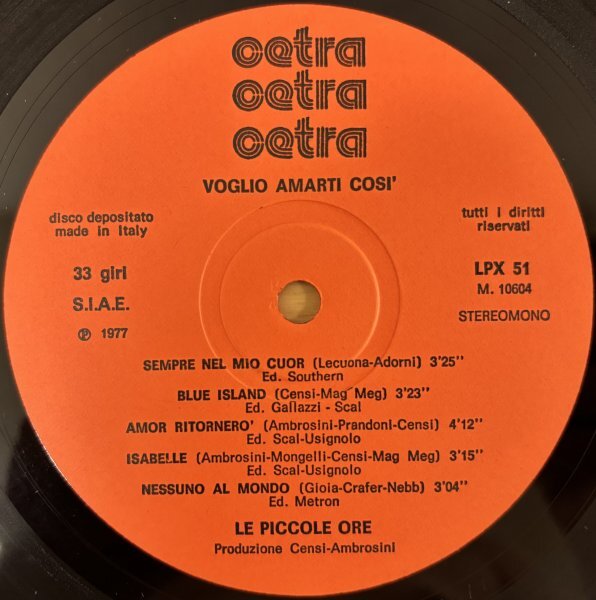 cetra
cetra
cetra
VOGLIO AMARTI COSI'
disco depositato
made in Italy
tutti i diritti
riservati
33 giri
S.I.A.E.
Ⓟ 1977
LPX 51
M. 10604
STEREOMONO
SEMPRE NEL MIO CUOR (Lecuona-Adorni) 3'25"
Ed. Southern
BLUE ISLAND (Censi-Mag Meg) 3'23"
Ed. Gallazzi - Scal
AMOR RITORNERO' (Ambrosini-Prandoni-Censi) 4'12"
Ed. Scal-Usignolo
ISABELLE (Ambrosini-Mongelli-Censi-Mag Meg) 3'15"
Ed. Scal-Usignolo
NESSUNO AL MONDO (Gioia-Crafer-Nebb) 3'04"
Ed. Metron
LE PICCOLE ORE
Produzione Censi-Ambrosini